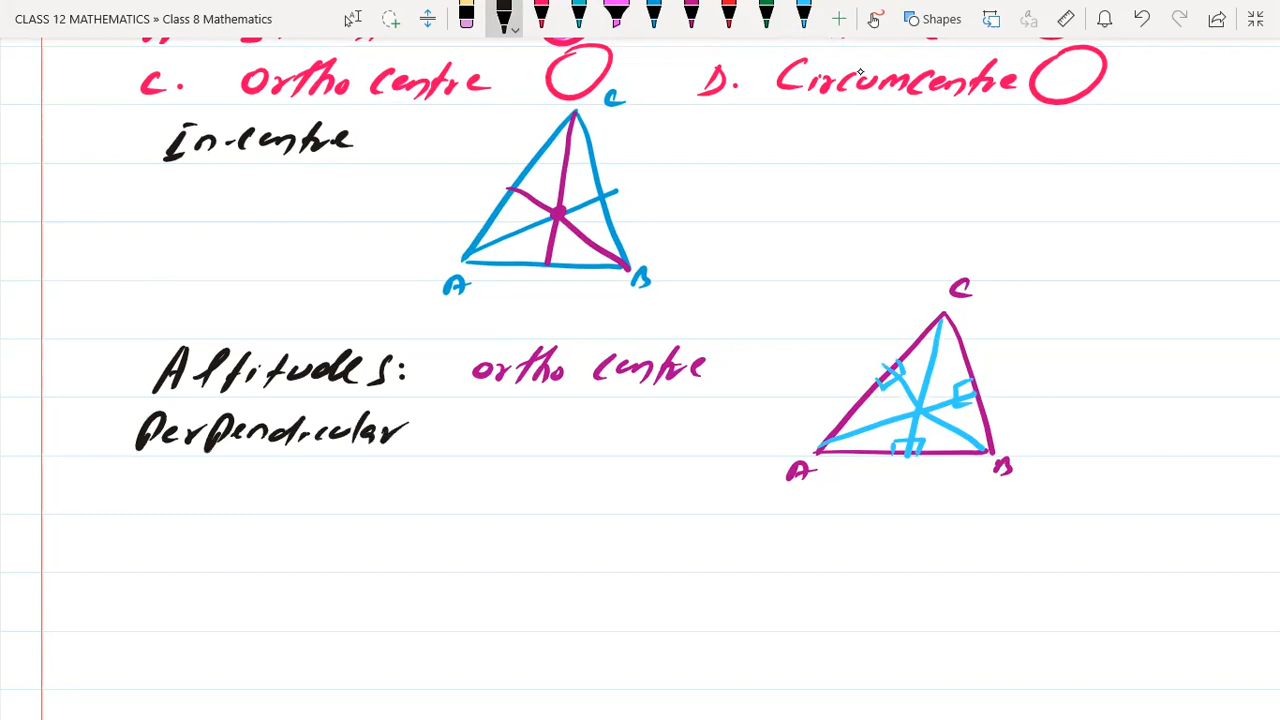 CLASS 12 MATHEMATICS » Class 8 Mathematics
Shapes
C. Ortho centre
D. Circumcentre
In-centre
C
A
B
C
Altitudes: ortho centre
Perpendicular
A
B